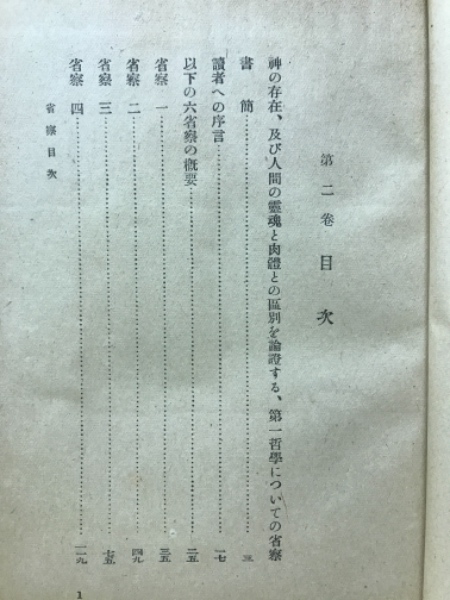 第二卷 目次
神の存在、及び人間の靈魂と肉體との區別を論證する、第一哲學についての省察
書簡……三
讀者への序言……一七
以下の六省察の概要……二五
省察 一……三五
省察 二……四九
省察 三……七五
省察 四……一一九
省察目次
1